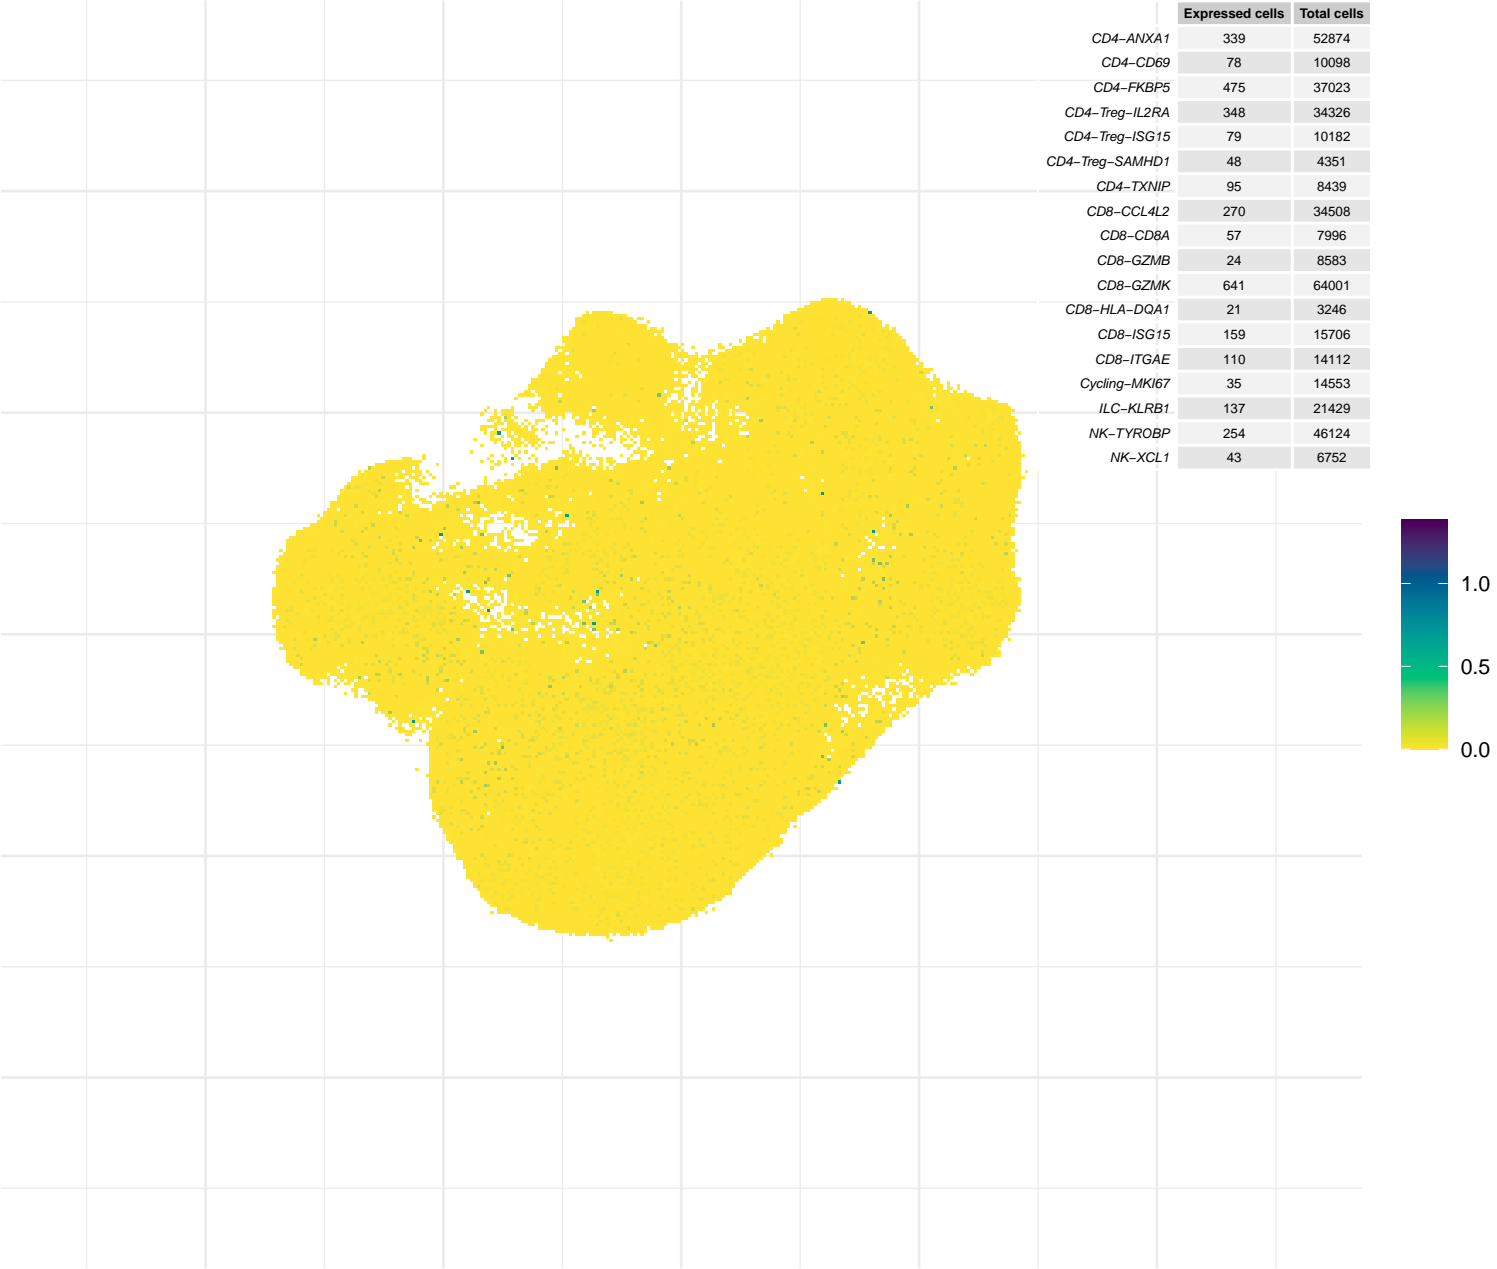 Expressed cells Total cells
CD4−ANXA1 339 52874
CD4−CD69 78 10098
CD4−FKBP5 475 37023
CD4−Treg−IL2RA 348 34326
CD4−Treg−ISG15 79 10182
CD4−Treg−SAMHD1 48 4351
CD4−TXNIP 95 8439
CD8−CCL4L2 270 34508
CD8−CD8A 57 7996
CD8−GZMB 24 8583
CD8−GZMK 641 64001
CD8−HLA−DQA1 21 3246
CD8−ISG15 159 15706
CD8−ITGAE 110 14112
Cycling−MKI67 35 14553
ILC−KLRB1 137 21429
NK−TYROBP 254 46124
NK−XCL1 43 6752
1.0
0.5
0.0